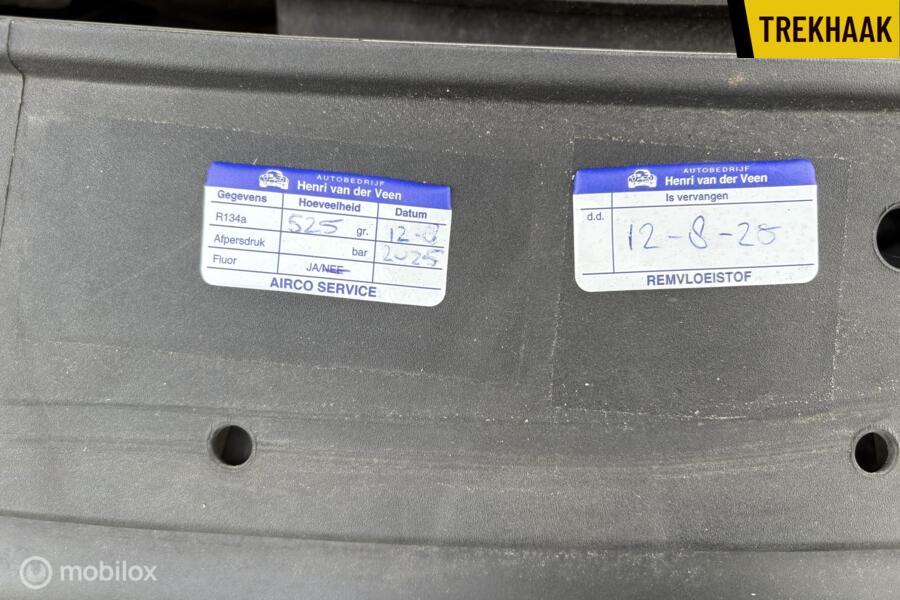 TREKHAAK
AUTOBEDRIJF
Henri van der Veen
Gegevens Hoeveelheid Datum
R134a 525 gr. 12-8
Afpersdruk bar 2025
Fluor JA/NEE
AIRCO SERVICE
AUTOBEDRIJF
Henri van der Veen
Is vervangen
d.d. 12-8-25
REMVLOEISTOF
mobilox